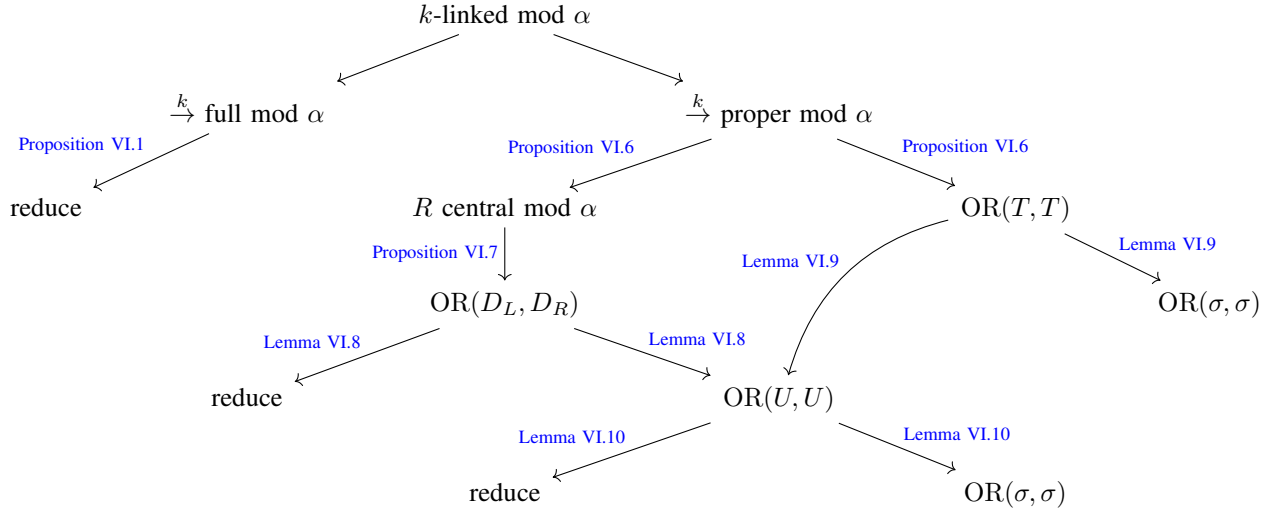 k-linked mod α
k→ full mod α
k→ proper mod α
Proposition VI.1
Proposition VI.6
Proposition VI.6
reduce
R central mod α
OR(T, T)
Proposition VI.7
Lemma VI.9
Lemma VI.9
OR(D_L, D_R)
OR(σ, σ)
Lemma VI.8
Lemma VI.8
reduce
OR(U, U)
Lemma VI.10
Lemma VI.10
reduce
OR(σ, σ)